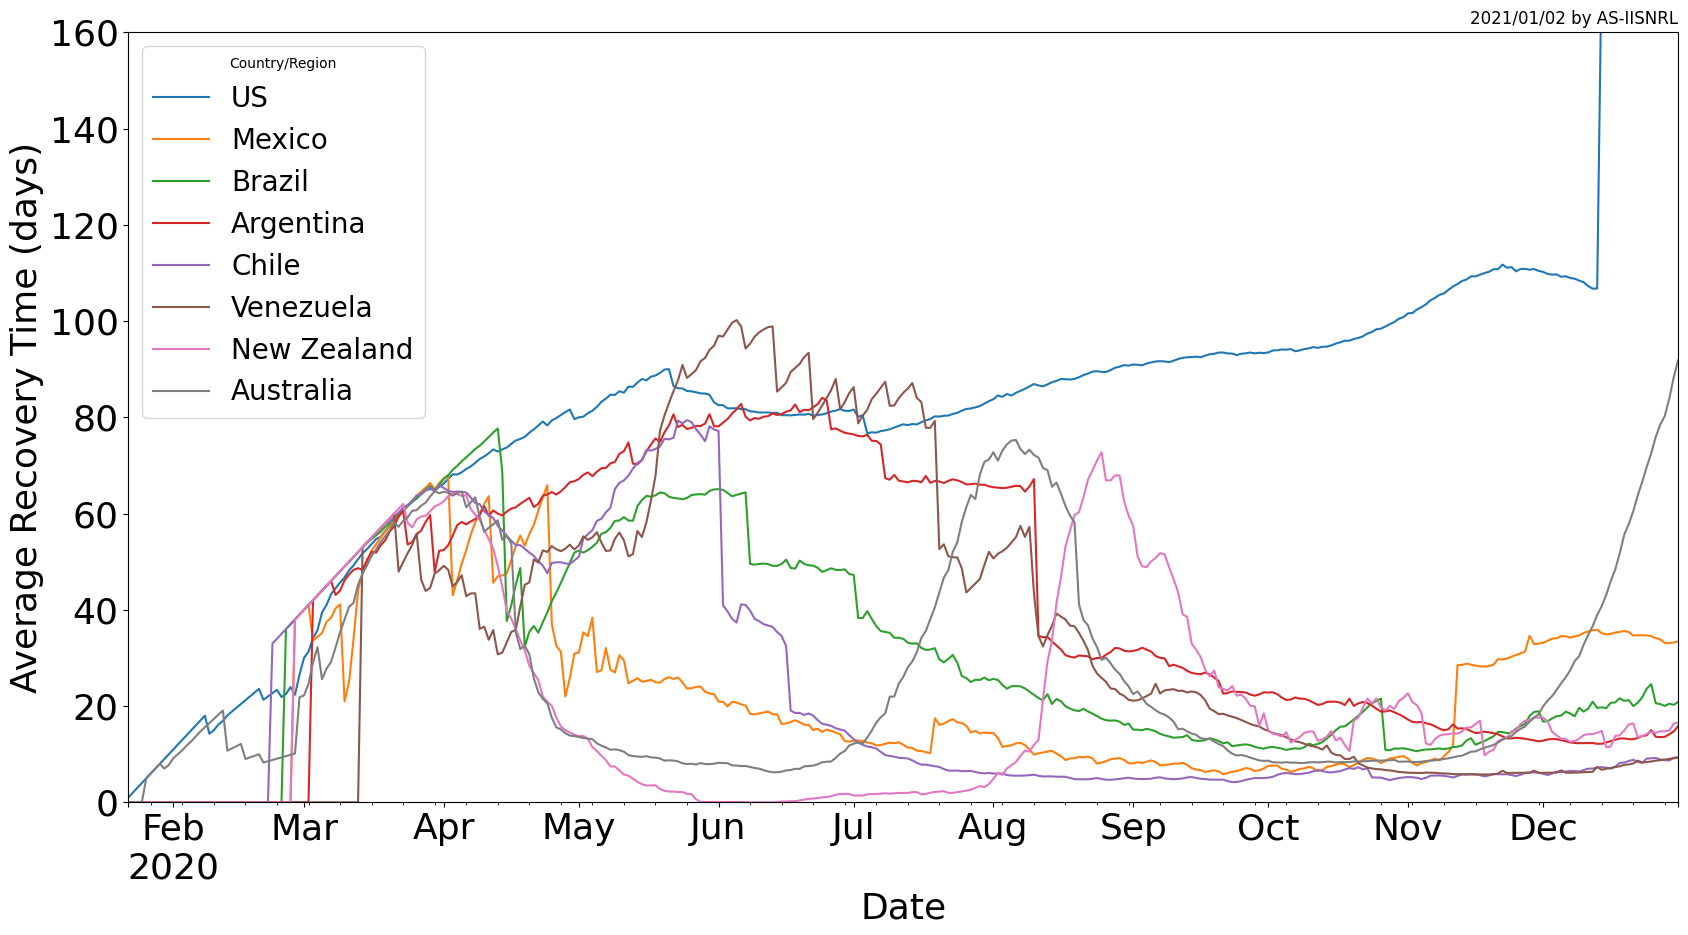 2021/01/02 by AS-IISNRL
Average Recovery Time (days)
160
140
120
100
80
60
40
20
0
Country/Region
US
Mexico
Brazil
Argentina
Chile
Venezuela
New Zealand
Australia
Feb Mar Apr May Jun Jul Aug Sep Oct Nov Dec
2020
Date